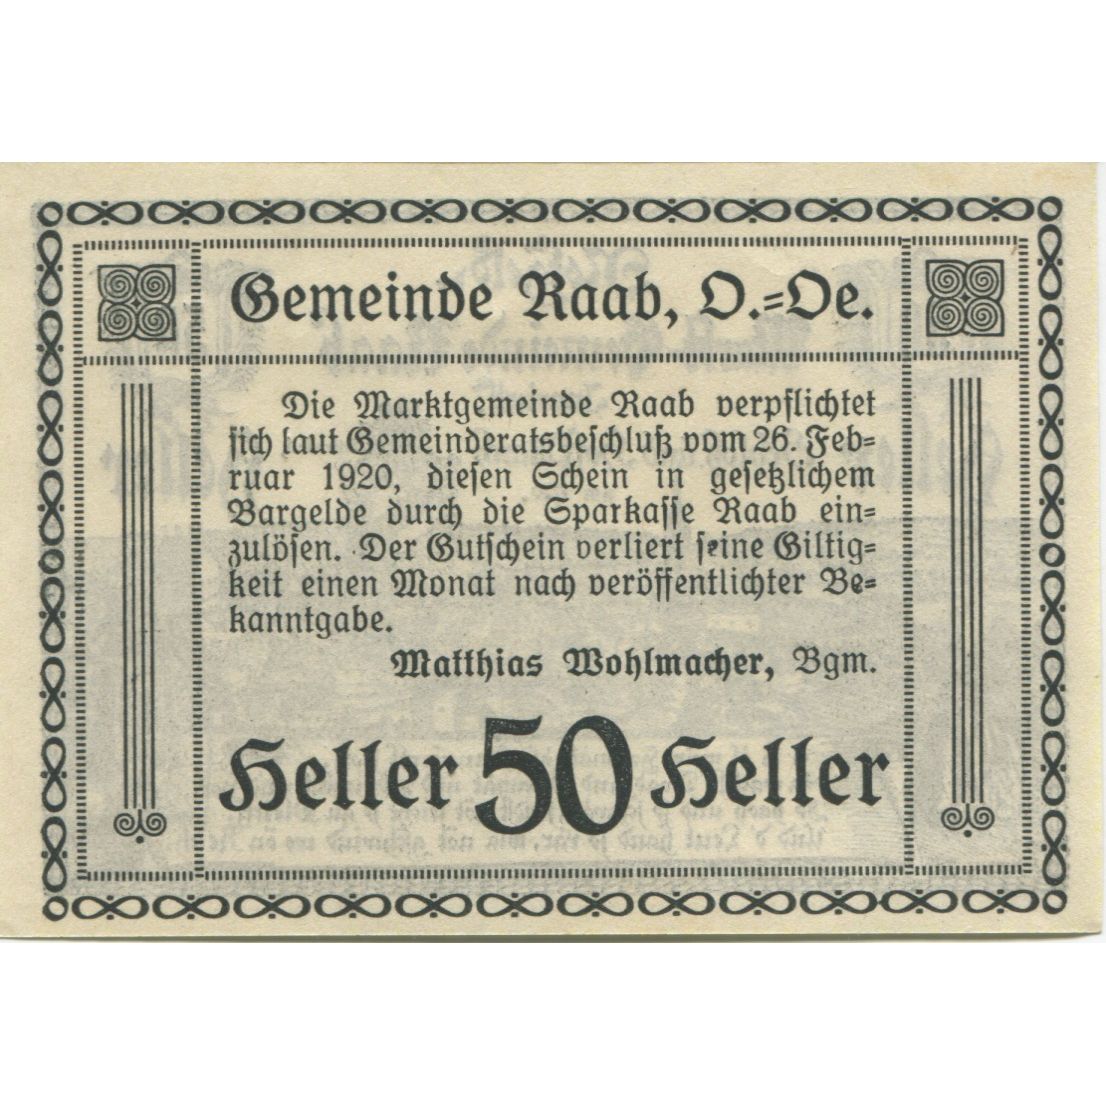 Gemeinde Raab, O.=Oe.
Die Marktgemeinde Raab verpflichtet
sich laut Gemeinderatsbeschluß vom 26. Feb=
ruar 1920, diesen Schein in gesetzlichem
Bargelde durch die Sparkasse Raab ein=
zulösen. Der Gutschein verliert seine Giltig=
keit einen Monat nach veröffentlichter Be=
kanntgabe.
Matthias Wohlmacher, Bgm.
Heller 50 Heller